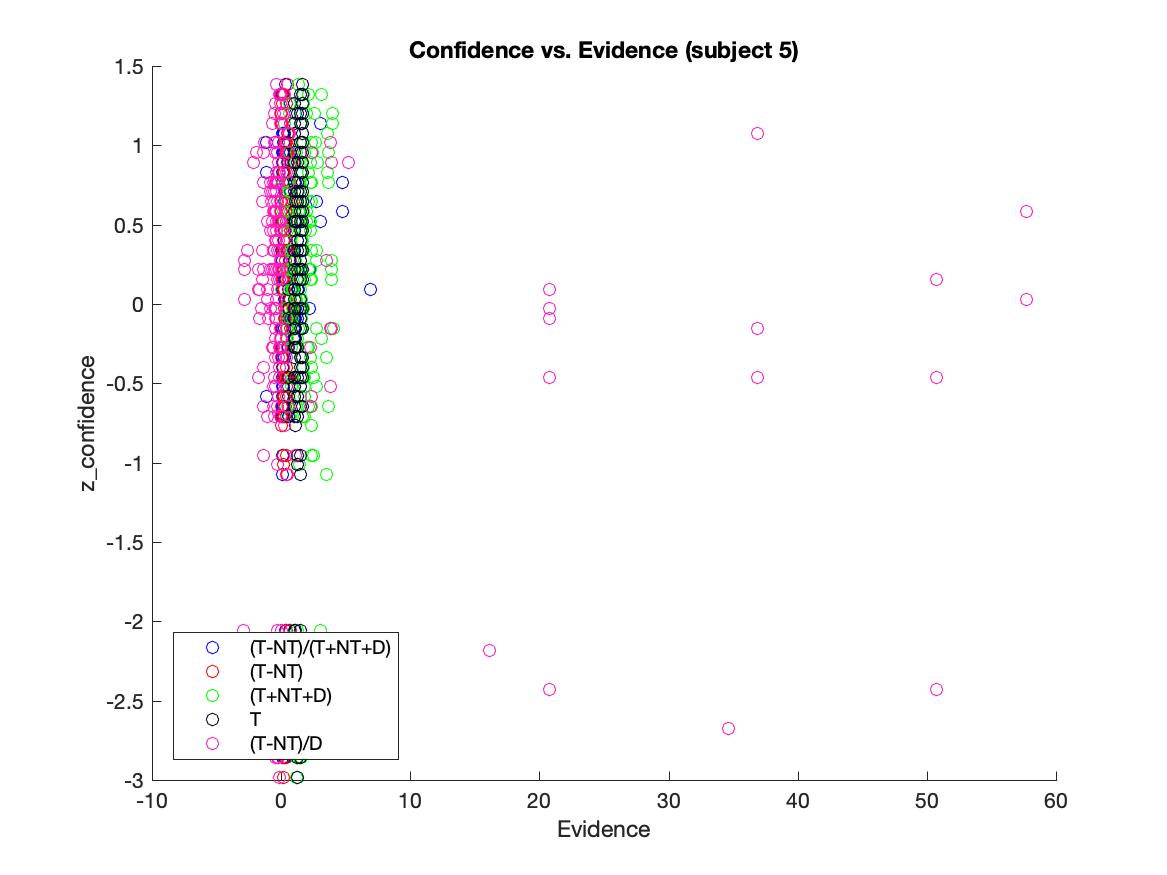 Confidence vs. Evidence (subject 5)
1.5
1
0.5
0
-0.5
-1
-1.5
-2
-2.5
-3
z_confidence
(T-NT)/(T+NT+D)
(T-NT)
(T+NT+D)
T
(T-NT)/D
-10 0 10 20 30 40 50 60
Evidence